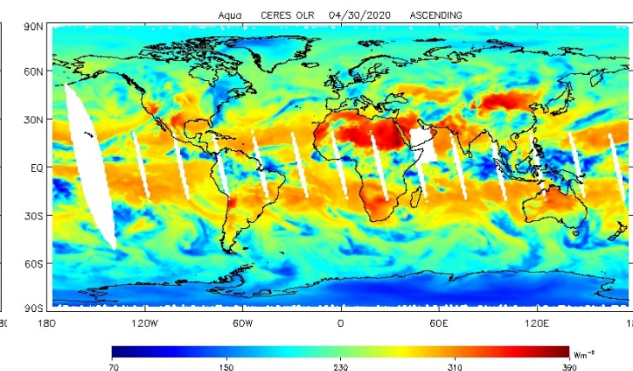 Aqua CERES OLR 04/30/2020 ASCENDING
90N
60N
30N
EQ
30S
60S
90S
180 120W 60W 0 60E 120E
70 150 230 310 390 Wm⁻²